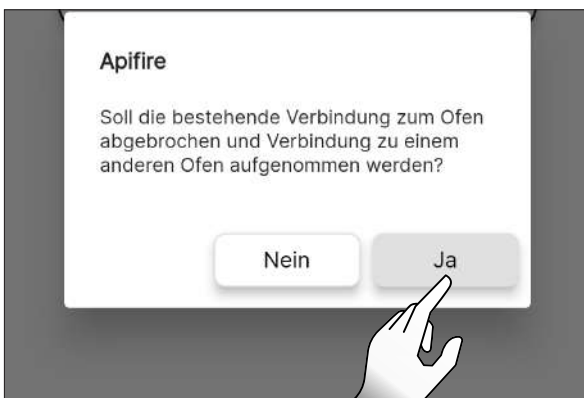 Apifire
Soll die bestehende Verbindung zum Ofen
abgebrochen und Verbindung zu einem
anderen Ofen aufgenommen werden?
Nein
Ja